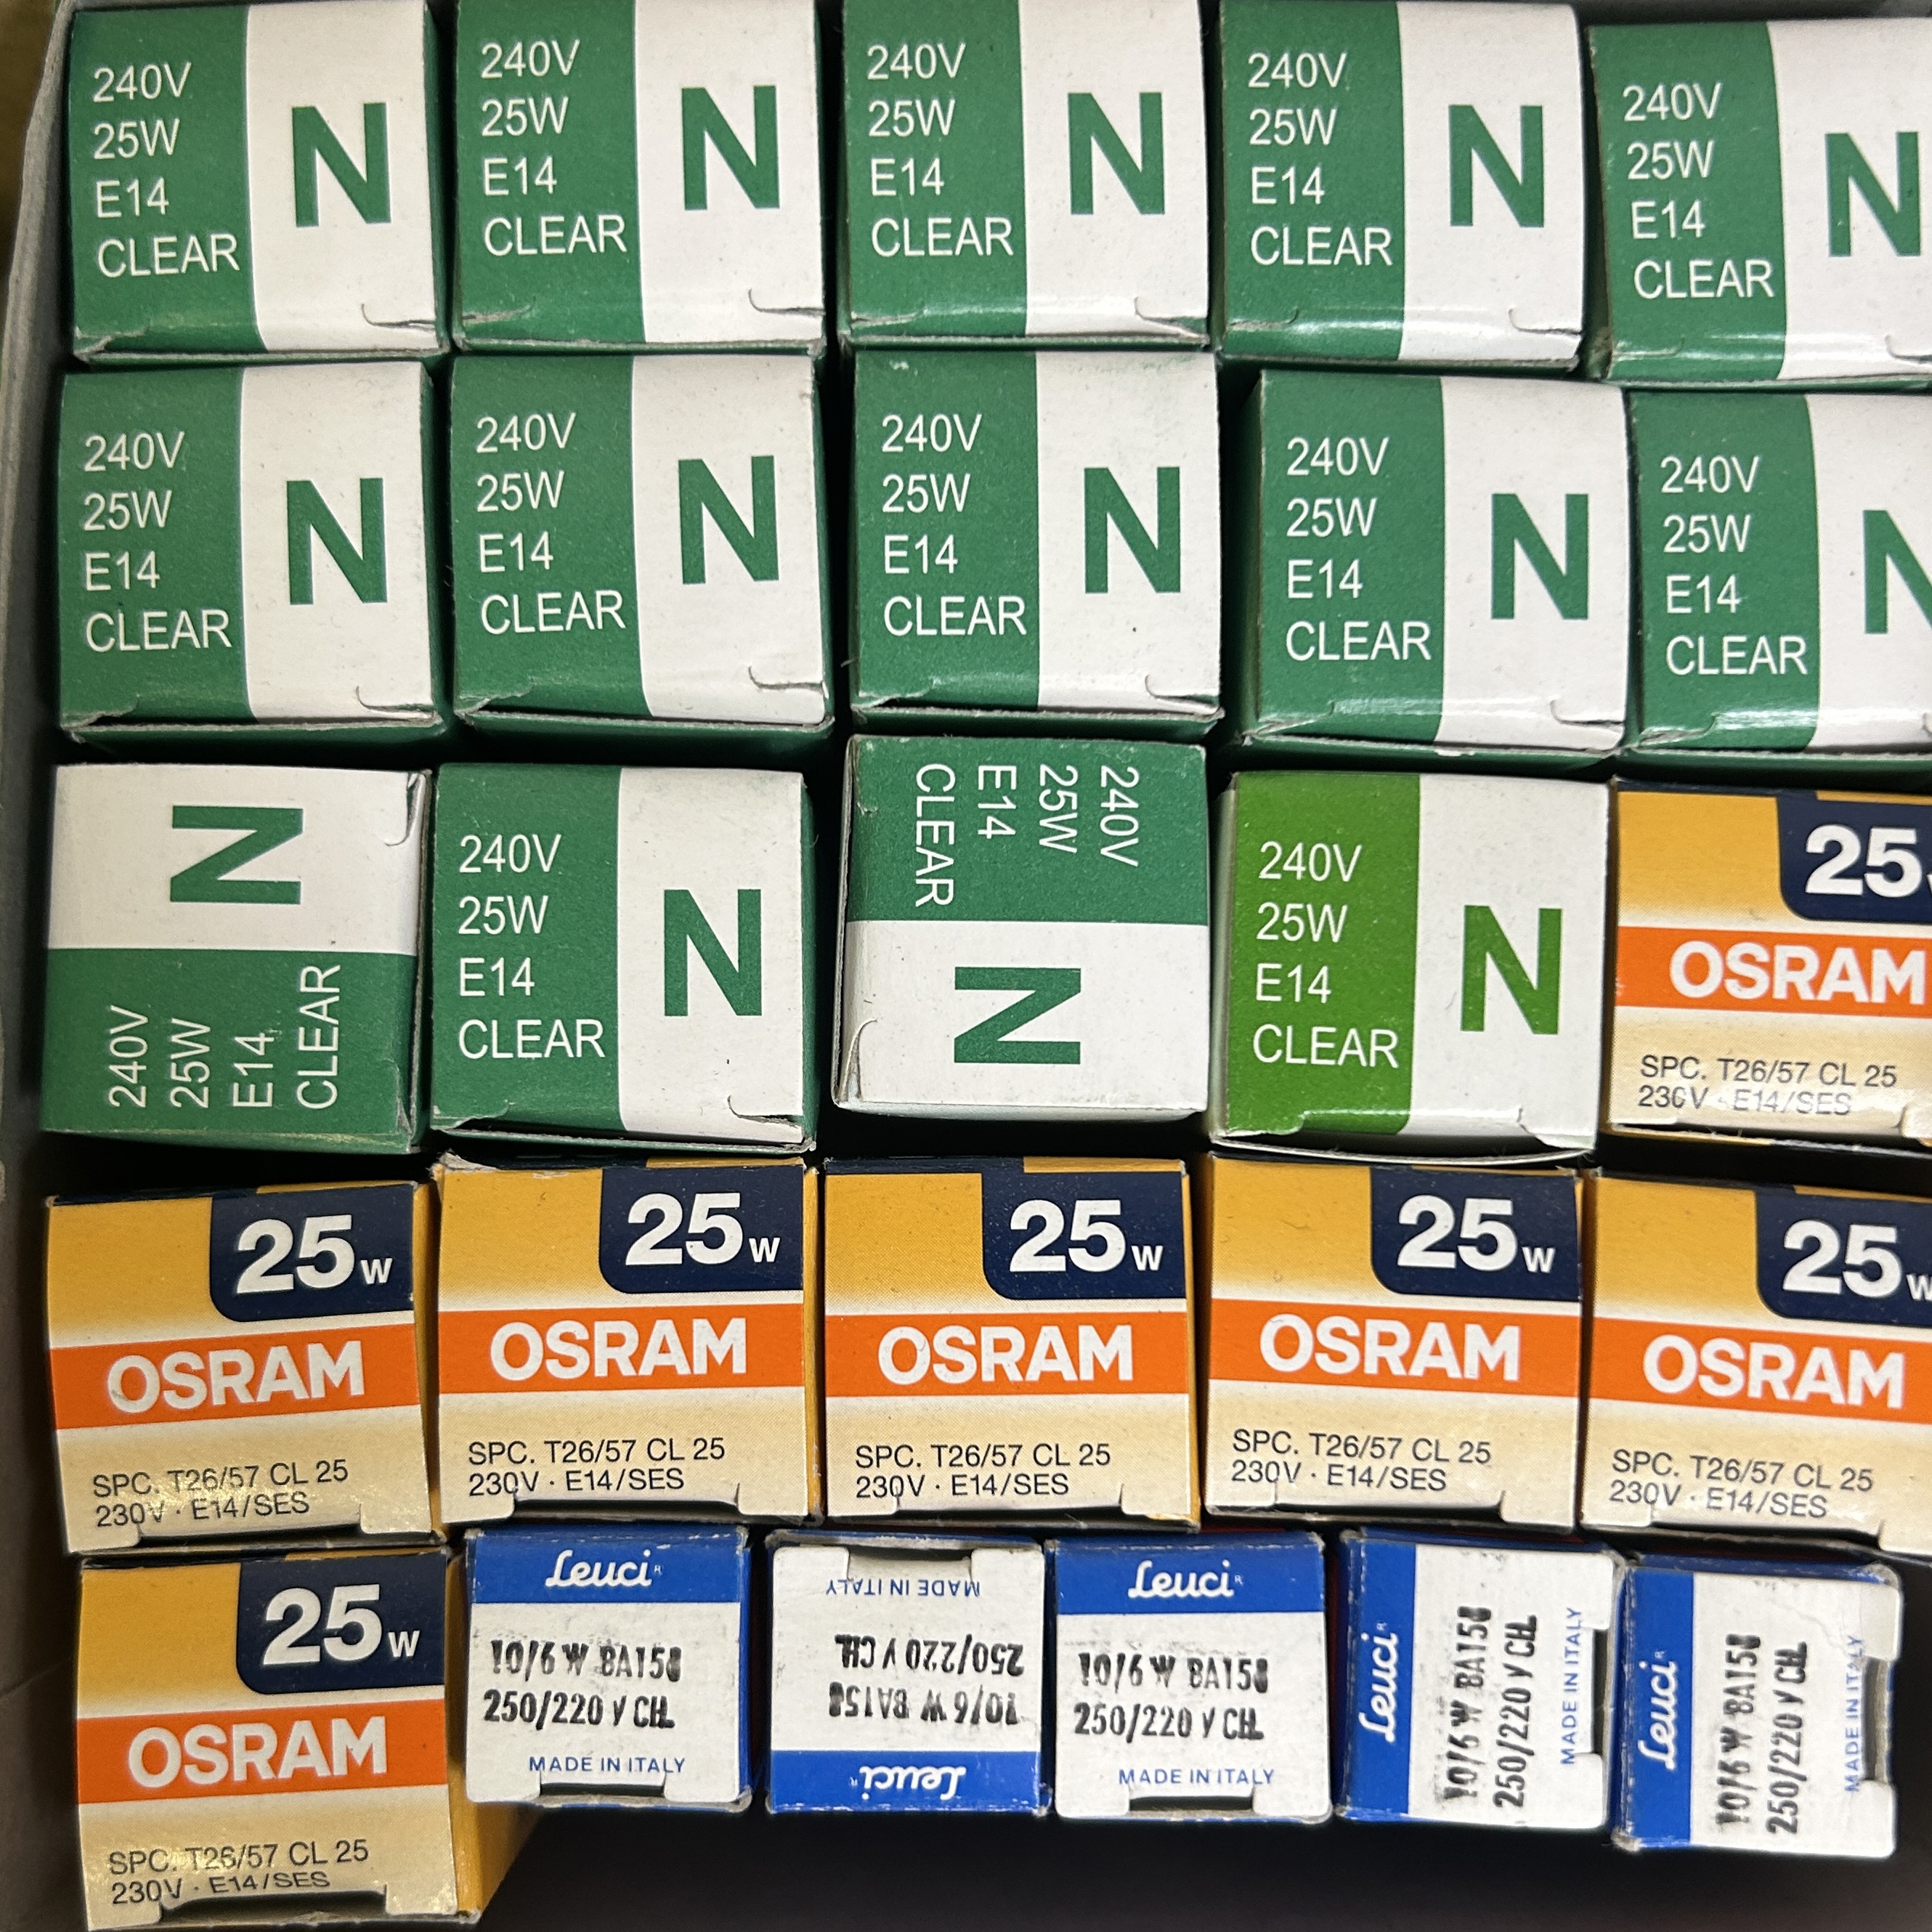 240V
25W
E14
CLEAR
N
240V
25W
E14
CLEAR
N
240V
25W
E14
CLEAR
N
240V
25W
E14
CLEAR
N
240V
25W
E14
CLEAR
N
240V
25W
E14
CLEAR
N
240V
25W
E14
CLEAR
N
240V
25W
E14
CLEAR
N
240V
25W
E14
CLEAR
N
240V
25W
E14
CLEAR
N
240V
25W
E14
CLEAR
N
240V
25W
E14
CLEAR
N
240V
25W
E14
CLEAR
N
240V
25W
E14
CLEAR
N
25
OSRAM
SPC. T26/57 CL 25
230V · E14/SES
25w
OSRAM
SPC. T26/57 CL 25
230V · E14/SES
25w
OSRAM
SPC. T26/57 CL 25
230V · E14/SES
25w
OSRAM
SPC. T26/57 CL 25
230V · E14/SES
25w
OSRAM
SPC. T26/57 CL 25
230V · E14/SES
25w
OSRAM
SPC. T26/57 CL 25
230V · E14/SES
25w
OSRAM
SPC. T26/57 CL 25
230V · E14/SES
Leuci
10/6 W BA15d
250/220 V CH.
MADE IN ITALY
Leuci
10/6 W BA15d
250/220 V CH.
MADE IN ITALY
Leuci
10/6 W BA15d
250/220 V CH.
MADE IN ITALY
Leuci
10/6 W BA15d
250/220 V CH.
MADE IN ITALY
Leuci
10/6 W BA15d
250/220 V CH.
MADE IN ITALY